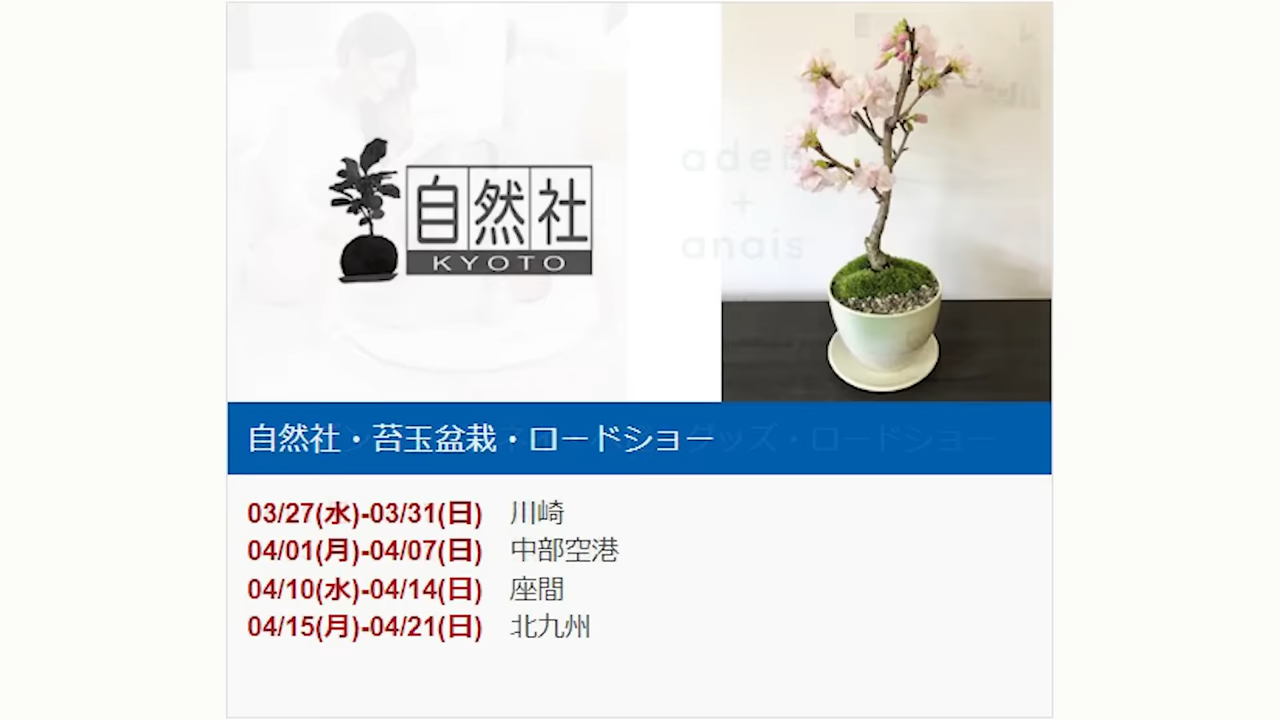 自然社
KYOTO
aden
+
anais
自然社・苔玉盆栽・ロードショー
03/27(水)-03/31(日) 川崎
04/01(月)-04/07(日) 中部空港
04/10(水)-04/14(日) 座間
04/15(月)-04/21(日) 北九州